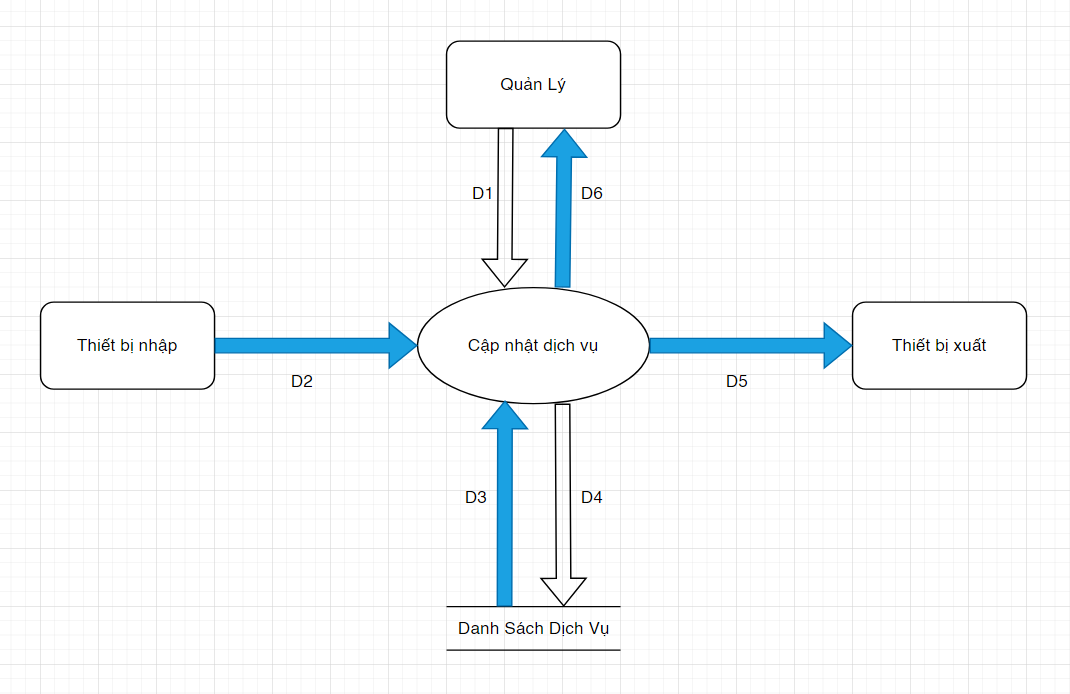 Quản Lý
D1
D6
Thiết bị nhập
Cập nhật dịch vụ
Thiết bị xuất
D2
D5
D3
D4
Danh Sách Dịch Vụ